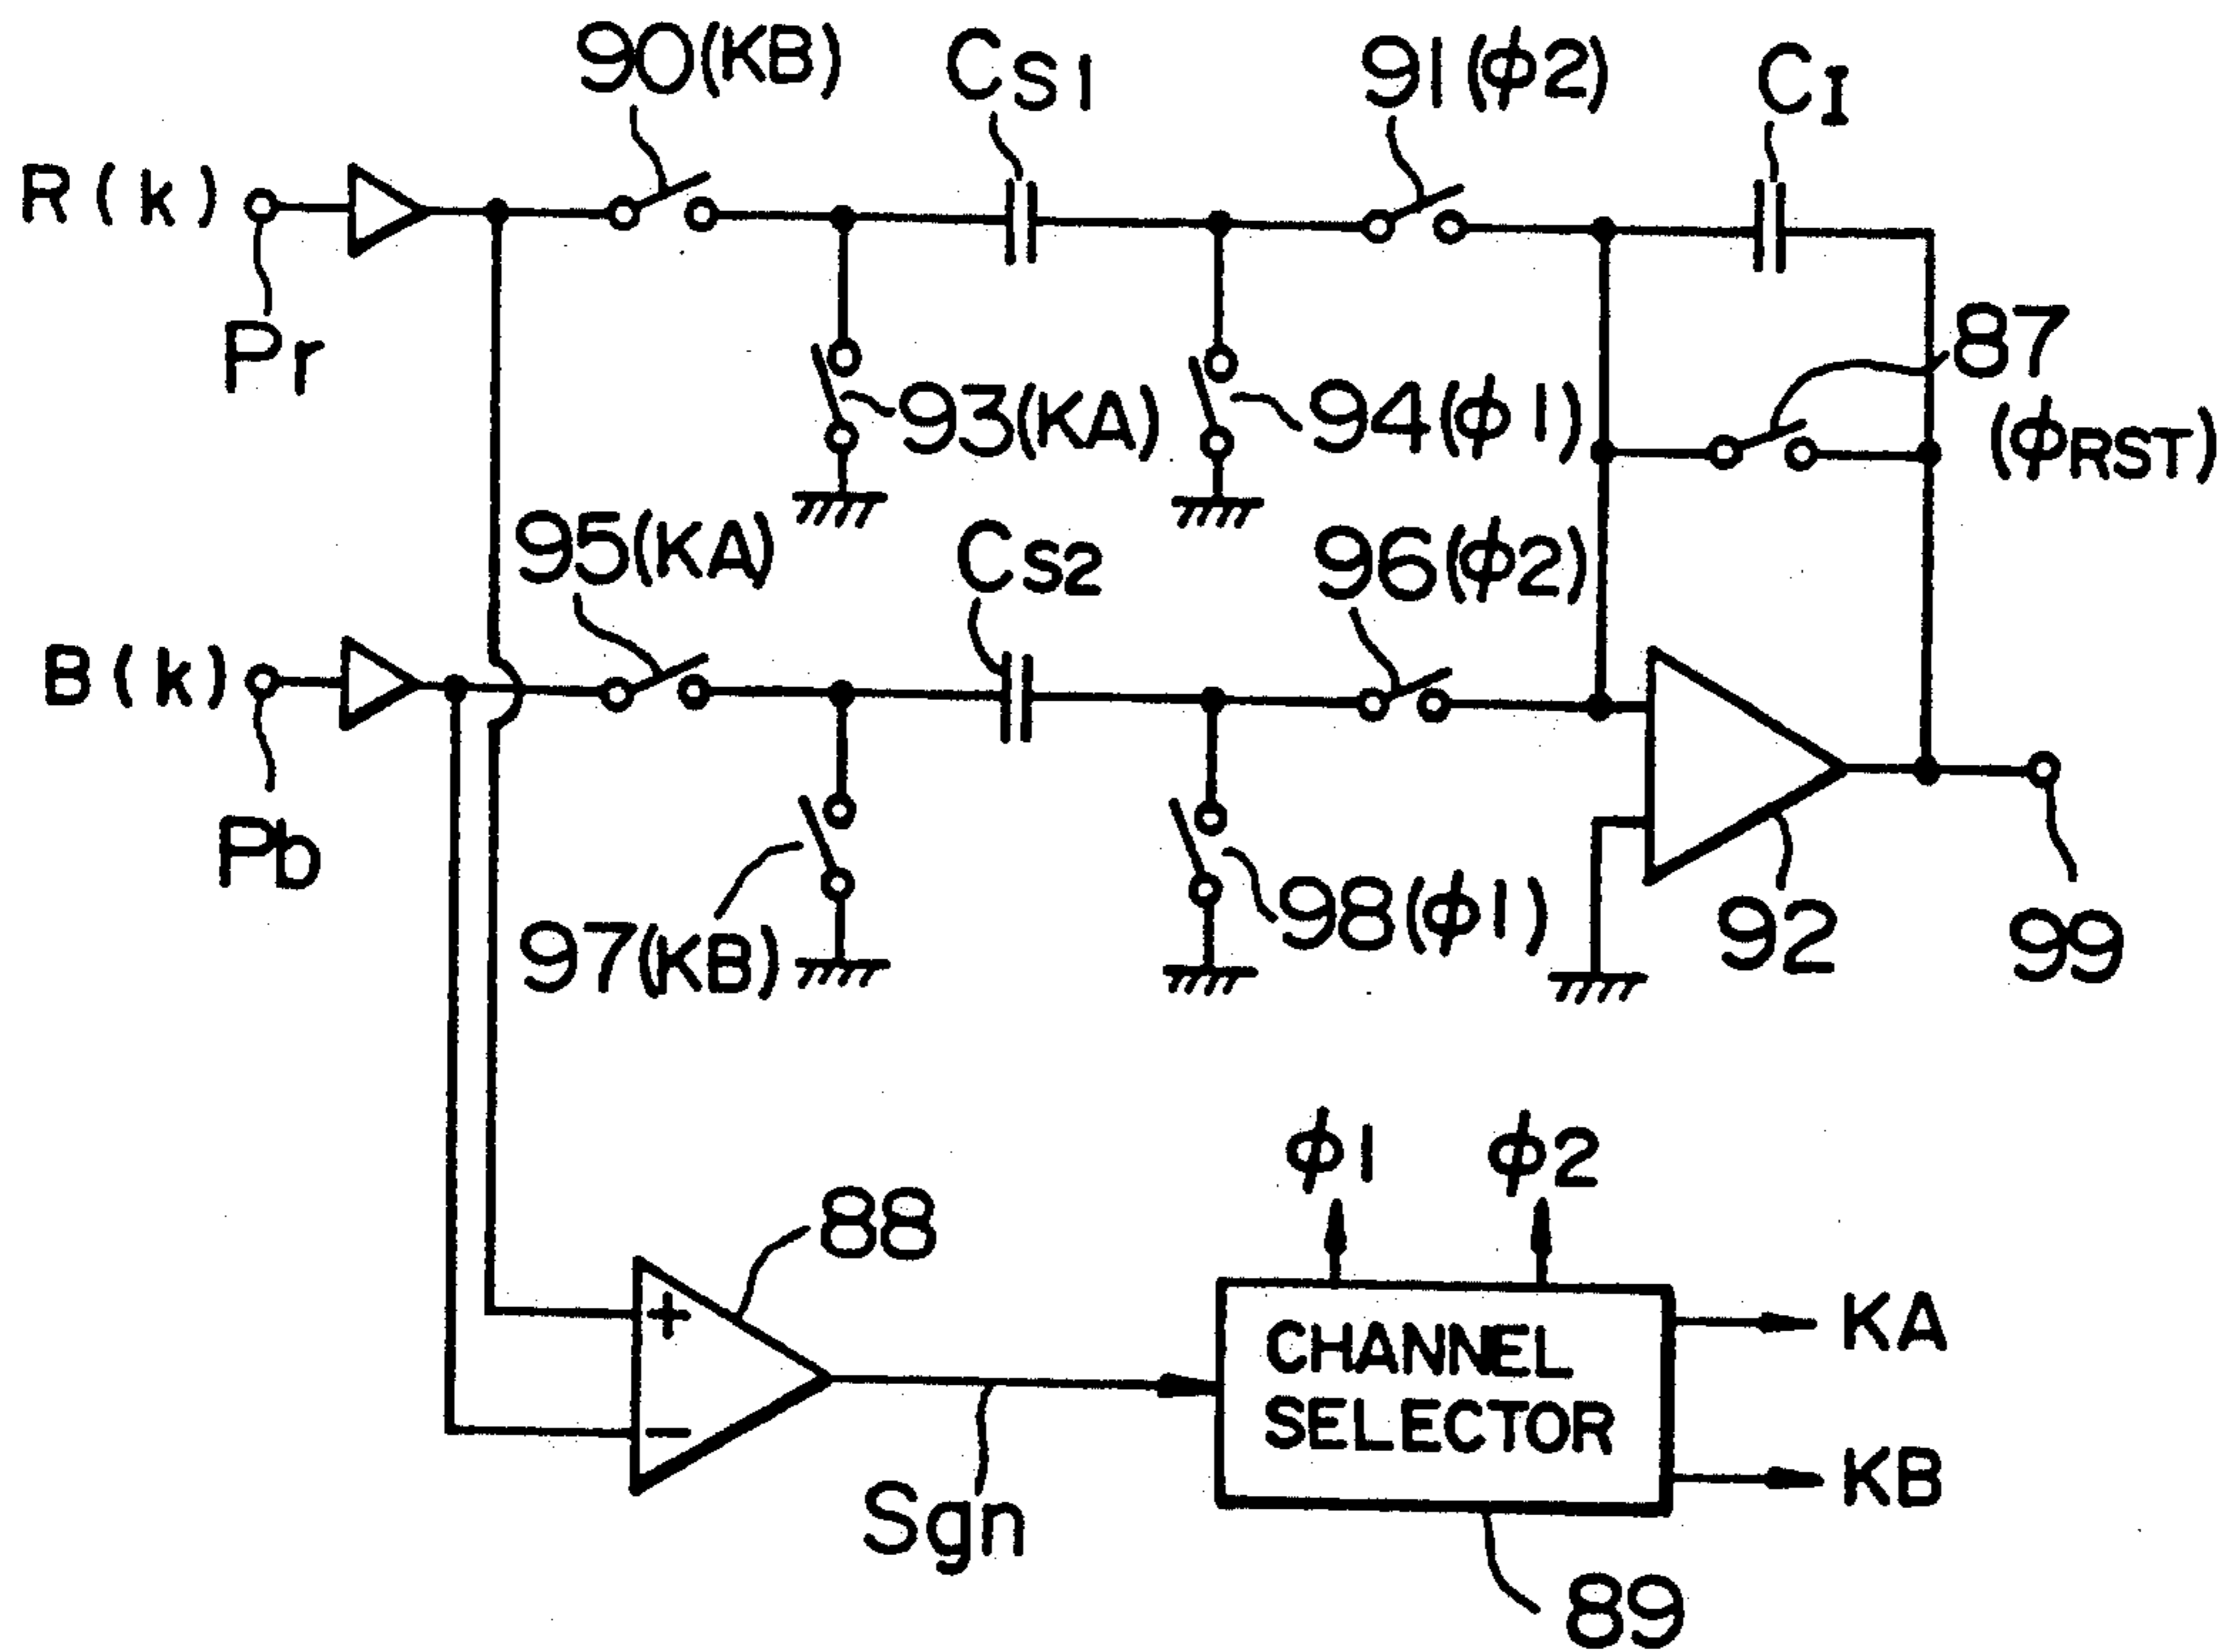 90(KB)
CS1
91(φ2)
CI
R(k)
Pr
93(KA)
94(φ1)
87
(φRST)
95(KA)
CS2
96(φ2)
B(k)
Pb
97(KB)
98(φ1)
92
99
φ1
φ2
88
+
−
CHANNEL
SELECTOR
KA
KB
Sgn
89